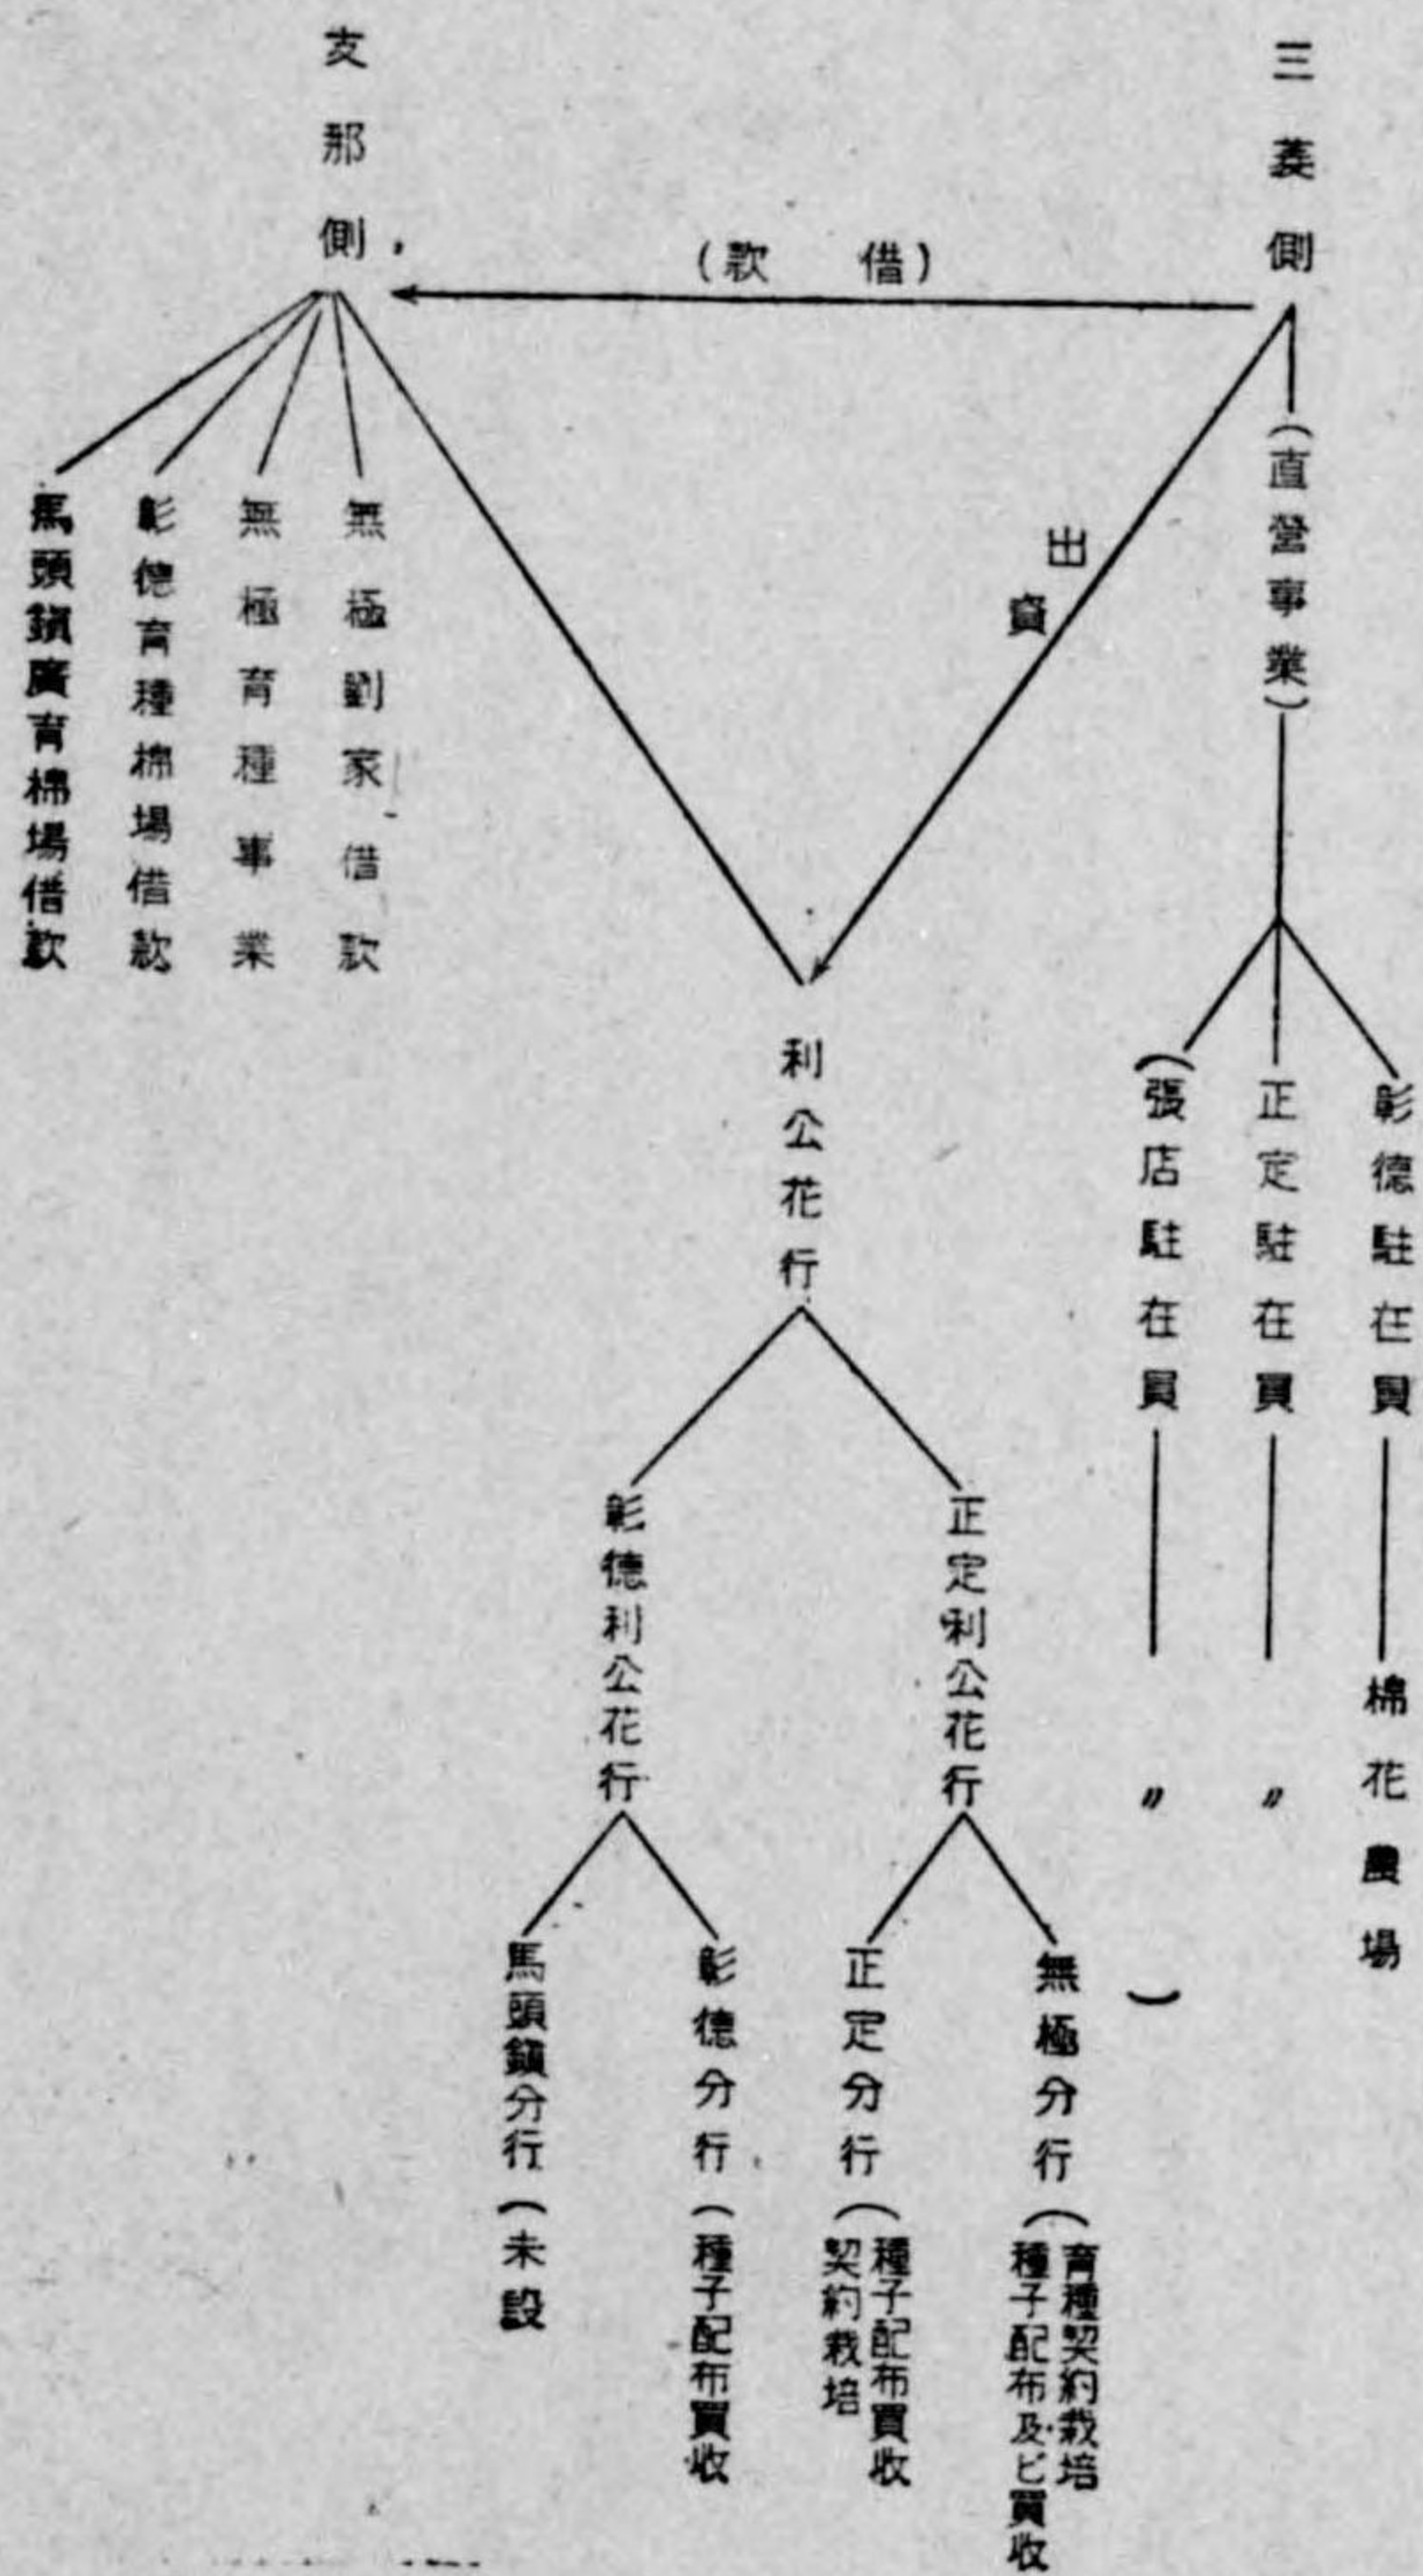 三菱側
(直營事業)
彰德駐在員
棉花農場
正定駐在員
〃
(張店駐在員
〃
)
出資
(借款)
支那側
無極劉家借款
無極育種事業
彰德育種棉場借款
馬頭鎮廣育棉場借款
利公花行
正定利公花行
無極分行(育種契約栽培
種子配布及ビ買收
正定分行(種子配布買收
契約栽培
彰德利公花行
彰德分行(種子配布買收
馬頭鎮分行(未設